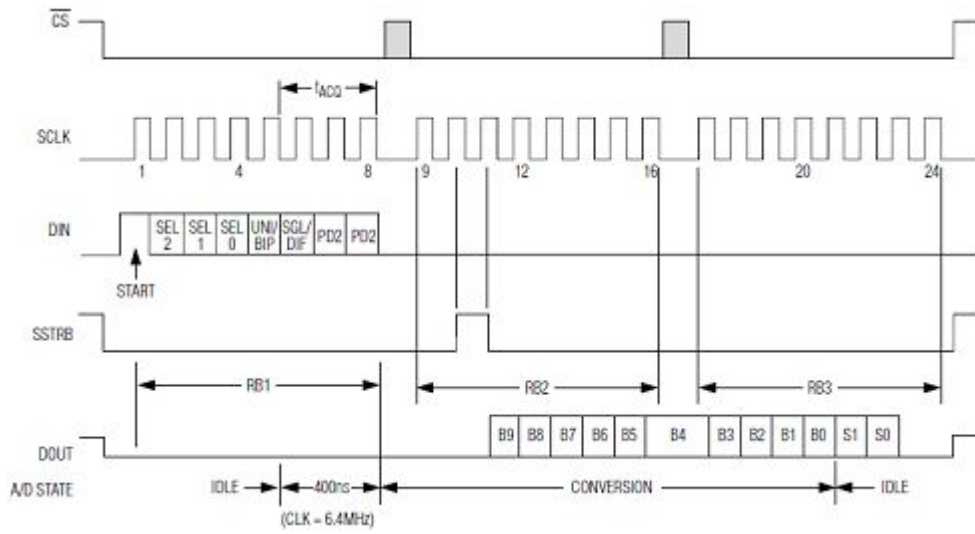 CS
tACQ
SCLK
1 4 8 9 12 16 20 24
DIN
SEL 2 SEL 1 SEL 0 UNI/ BIP SGL/ DIF PD2 PD2
START
SSTRB
RB1 RB2 RB3
B9 B8 B7 B6 B5 B4 B3 B2 B1 B0 S1 S0
DOUT
A/D STATE IDLE 400ns CONVERSION IDLE
(CLK = 6.4MHz)